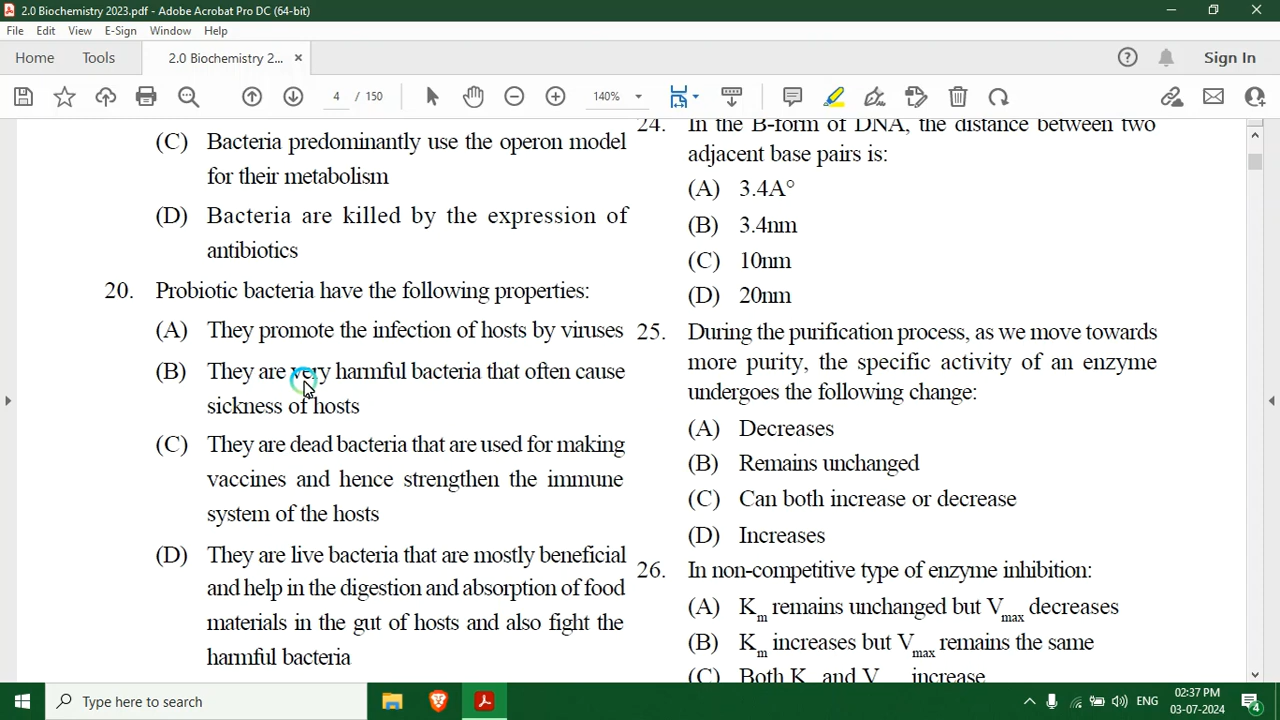 2.0 Biochemistry 2023.pdf - Adobe Acrobat Pro DC (64-bit)
File Edit View E-Sign Window Help
Home Tools 2.0 Biochemistry 2... × Sign In
4 / 150 140%
(C) Bacteria predominantly use the operon model
for their metabolism
(D) Bacteria are killed by the expression of
antibiotics
20. Probiotic bacteria have the following properties:
(A) They promote the infection of hosts by viruses
(B) They are very harmful bacteria that often cause
sickness of hosts
(C) They are dead bacteria that are used for making
vaccines and hence strengthen the immune
system of the hosts
(D) They are live bacteria that are mostly beneficial
and help in the digestion and absorption of food
materials in the gut of hosts and also fight the
harmful bacteria
24. In the B-form of DNA, the distance between two
adjacent base pairs is:
(A) 3.4A°
(B) 3.4nm
(C) 10nm
(D) 20nm
25. During the purification process, as we move towards
more purity, the specific activity of an enzyme
undergoes the following change:
(A) Decreases
(B) Remains unchanged
(C) Can both increase or decrease
(D) Increases
26. In non-competitive type of enzyme inhibition:
(A) Km remains unchanged but Vmax decreases
(B) Km increases but Vmax remains the same
(C) Both K and V increase
Type here to search
ENG
02:37 PM
03-07-2024
4